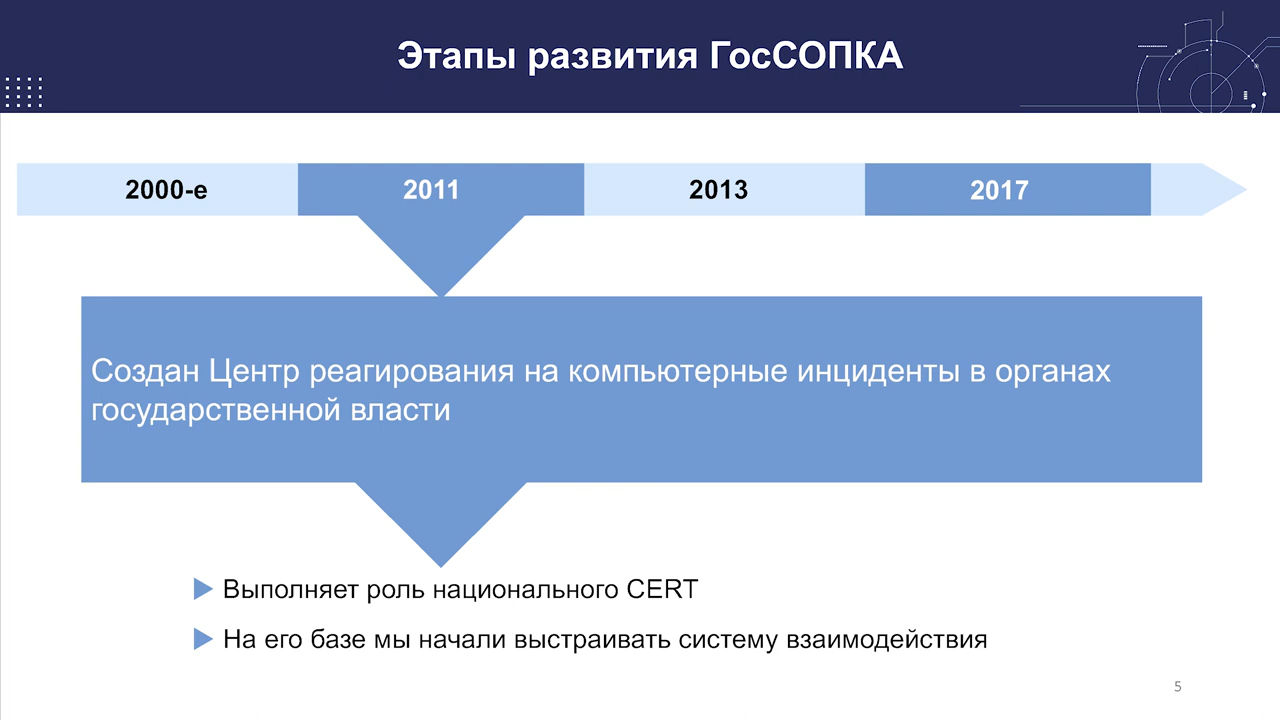 Этапы развития ГосСОПКА
2000-е 2011 2013 2017
Создан Центр реагирования на компьютерные инциденты в органах
государственной власти
Выполняет роль национального CERT
На его базе мы начали выстраивать систему взаимодействия
5